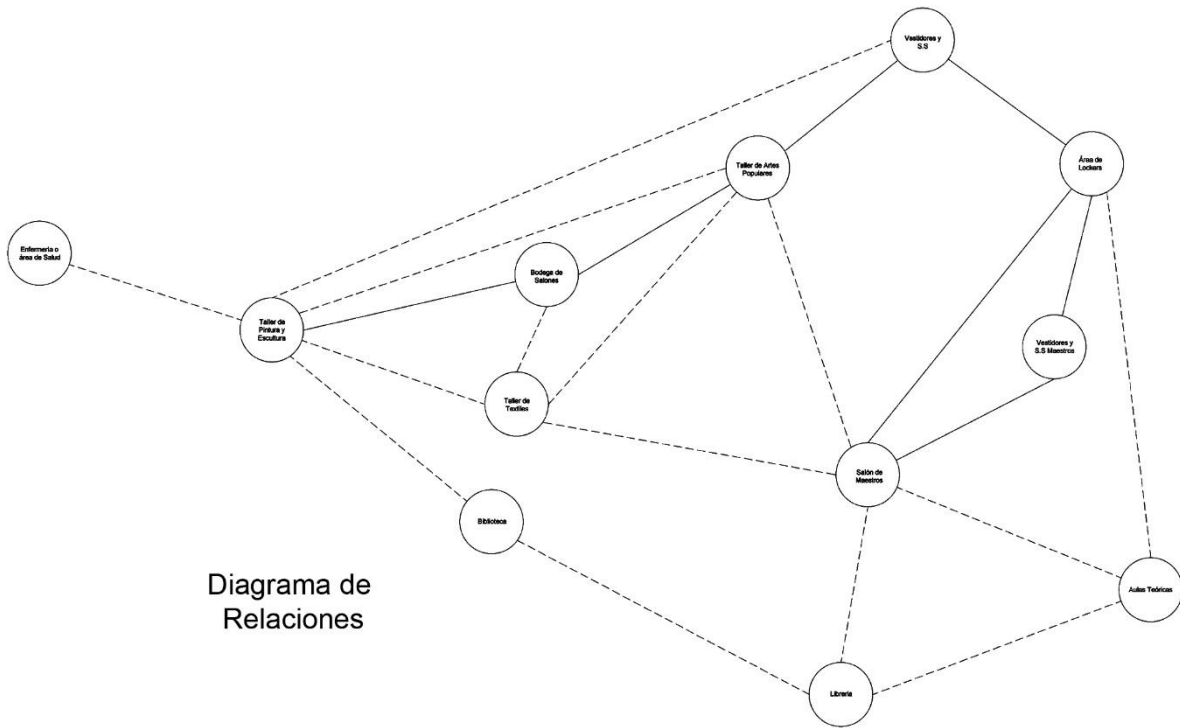 Vestidores y
S.S
Taller de Artes
Populares
Área de
Lockers
Enfermería o
área de Salud
Bodega de
Salones
Taller de
Pintura y
Escultura
Vestidores y
S.S Maestros
Taller de
Textiles
Salón de
Maestros
Biblioteca
Aulas Teóricas
Diagrama de
Relaciones
Librería